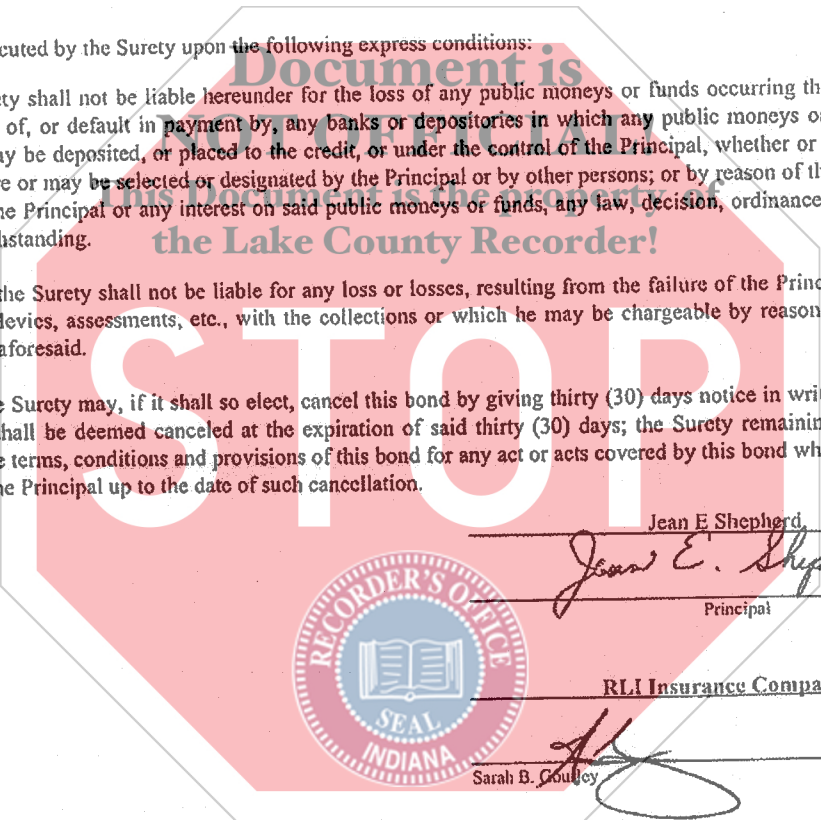 cuted by the Surety upon the following express conditions:
Document is
ty shall not be liable hereunder for the loss of any public moneys or funds occurring th
of, or default in payment by, any banks or depositories in which any public moneys o
NOT OFFICIAL
ay be deposited, or placed to the credit, or under the control of the Principal, whether or
re or may be selected or designated by the Principal or by other persons; or by reason of th
This Document is the property of
he Principal or any interest on said public moneys or funds, any law, decision, ordinance
hstanding.
the Lake County Recorder!
the Surety shall not be liable for any loss or losses, resulting from the failure of the Princ
levies, assessments, etc., with the collections or which he may be chargeable by reason
aforesaid.
STOP
e Surety may, if it shall so elect, cancel this bond by giving thirty (30) days notice in wri
hall be deemed canceled at the expiration of said thirty (30) days; the Surety remainin
e terms, conditions and provisions of this bond for any act or acts covered by this bond wh
he Principal up to the date of such cancellation.
Jean E Shepherd
Jean E. Shep
Principal
RECORDER'S OFFICE
SEAL
INDIANA
RLI Insurance Compa
Sarah B.